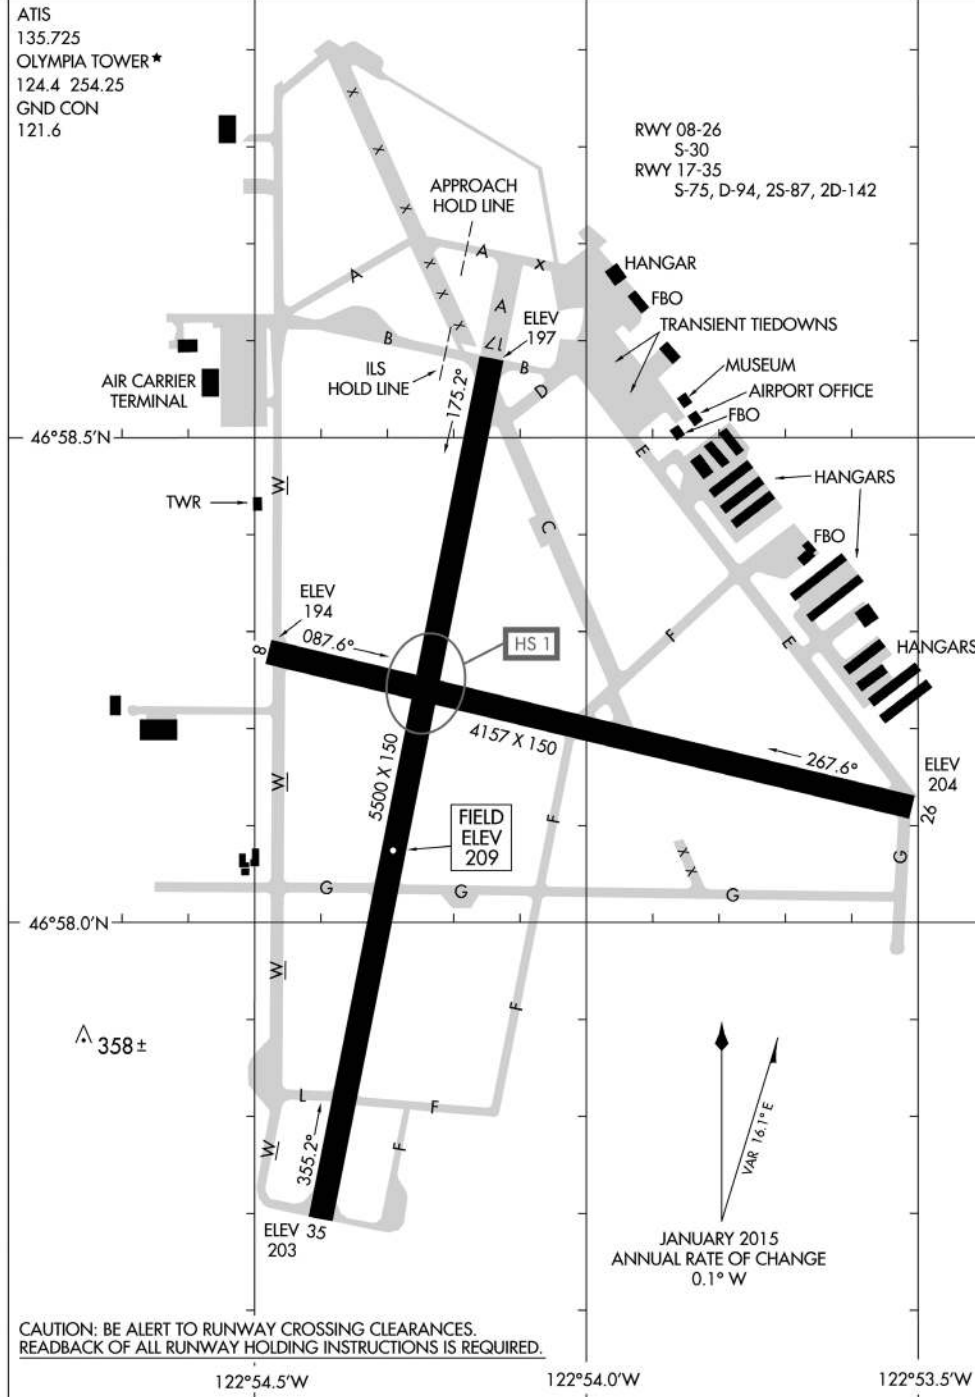 ATIS
135.725
OLYMPIA TOWER★
124.4 254.25
GND CON
121.6
RWY 08-26
S-30
RWY 17-35
S-75, D-94, 2S-87, 2D-142
APPROACH
HOLD LINE
X
X
X
X
X
X
A
A
X
A
HANGAR
FBO
TRANSIENT TIEDOWNS
ELEV
197
17
B
B
D
ILS
HOLD LINE
175.2°
MUSEUM
AIRPORT OFFICE
FBO
AIR CARRIER
TERMINAL
46°58.5'N
E
HANGARS
W
TWR
C
FBO
ELEV
194
8
087.6°
HS 1
F
E
HANGARS
4157 X 150
267.6°
ELEV
204
26
5500 X 150
W
F
FIELD
ELEV
209
X
X
G
G
G
G
46°58.0'N
W
F
358±
L
F
W
355.2°
F
VAR 16.1° E
ELEV
203
35
JANUARY 2015
ANNUAL RATE OF CHANGE
0.1° W
CAUTION: BE ALERT TO RUNWAY CROSSING CLEARANCES.
READBACK OF ALL RUNWAY HOLDING INSTRUCTIONS IS REQUIRED.
122°54.5'W
122°54.0'W
122°53.5'W